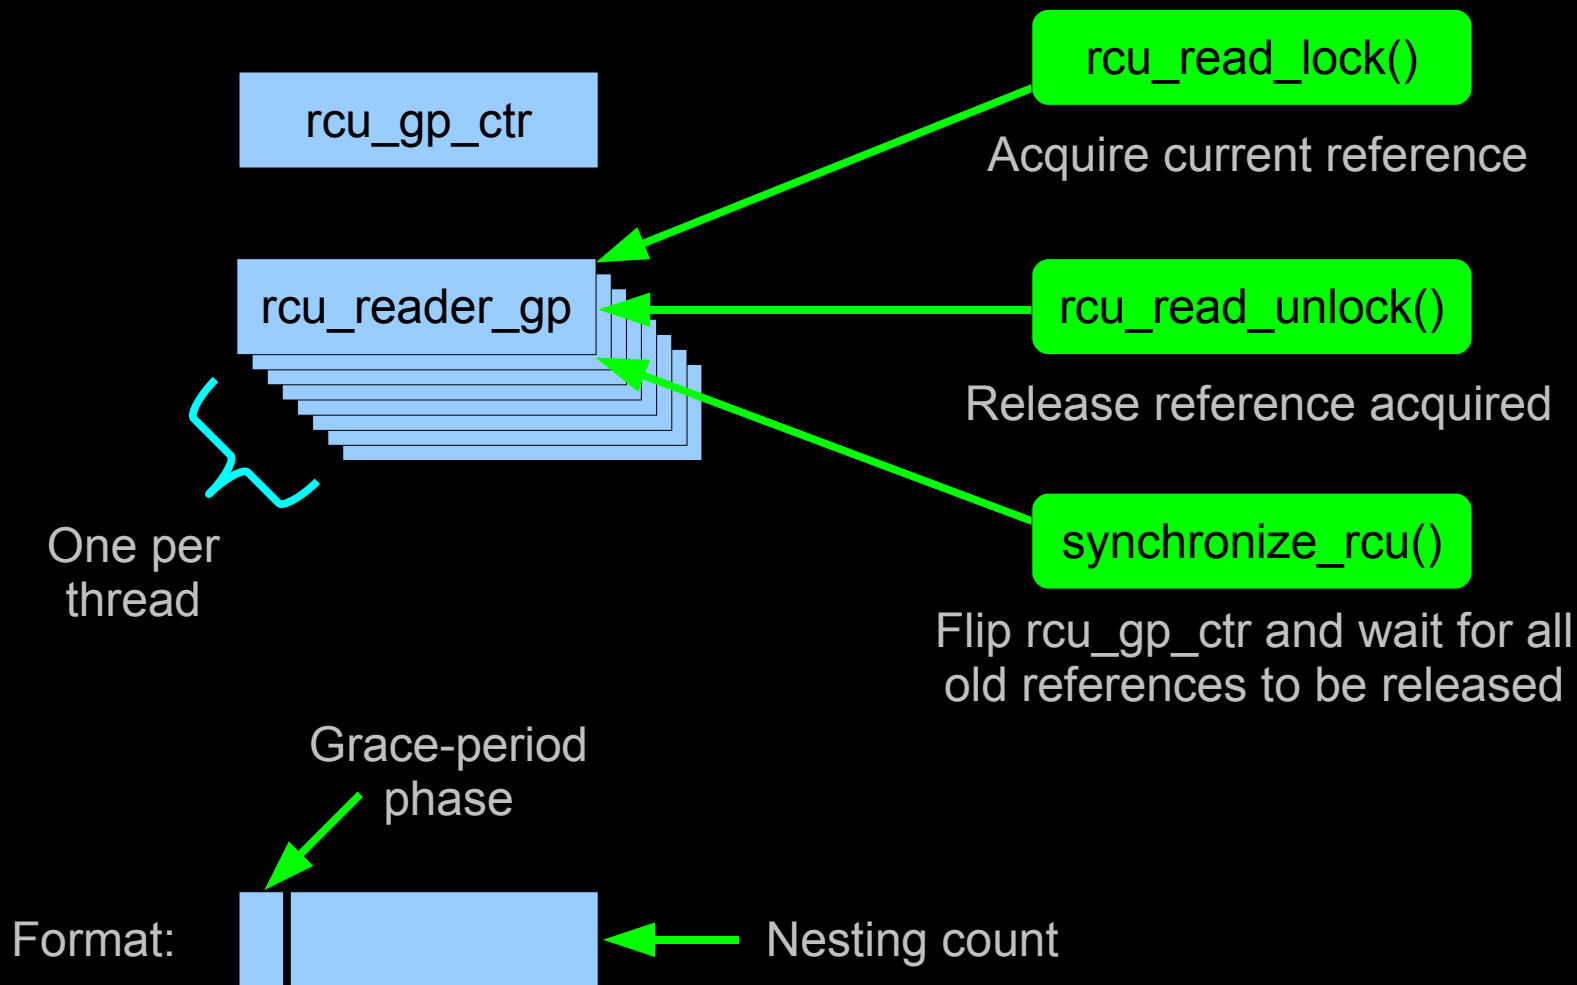 rcu_read_lock()
rcu_gp_ctr
Acquire current reference
rcu_reader_gp
rcu_read_unlock()
Release reference acquired
One per
thread
synchronize_rcu()
Flip rcu_gp_ctr and wait for all
old references to be released
Grace-period
phase
Format:
Nesting count